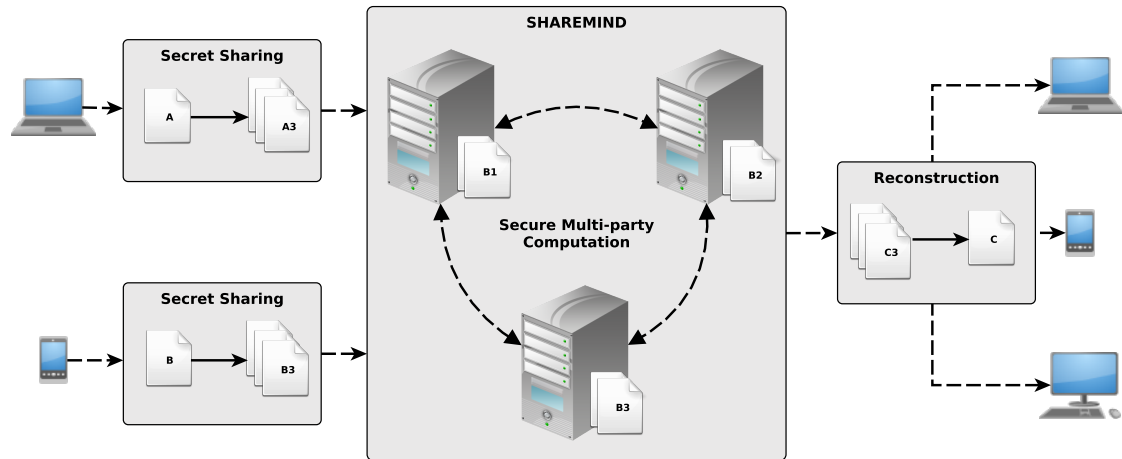 SHAREMIND
Secret Sharing
A
A3
B1
B2
Secure Multi-party
Computation
Secret Sharing
B
B3
B3
Reconstruction
C3
C